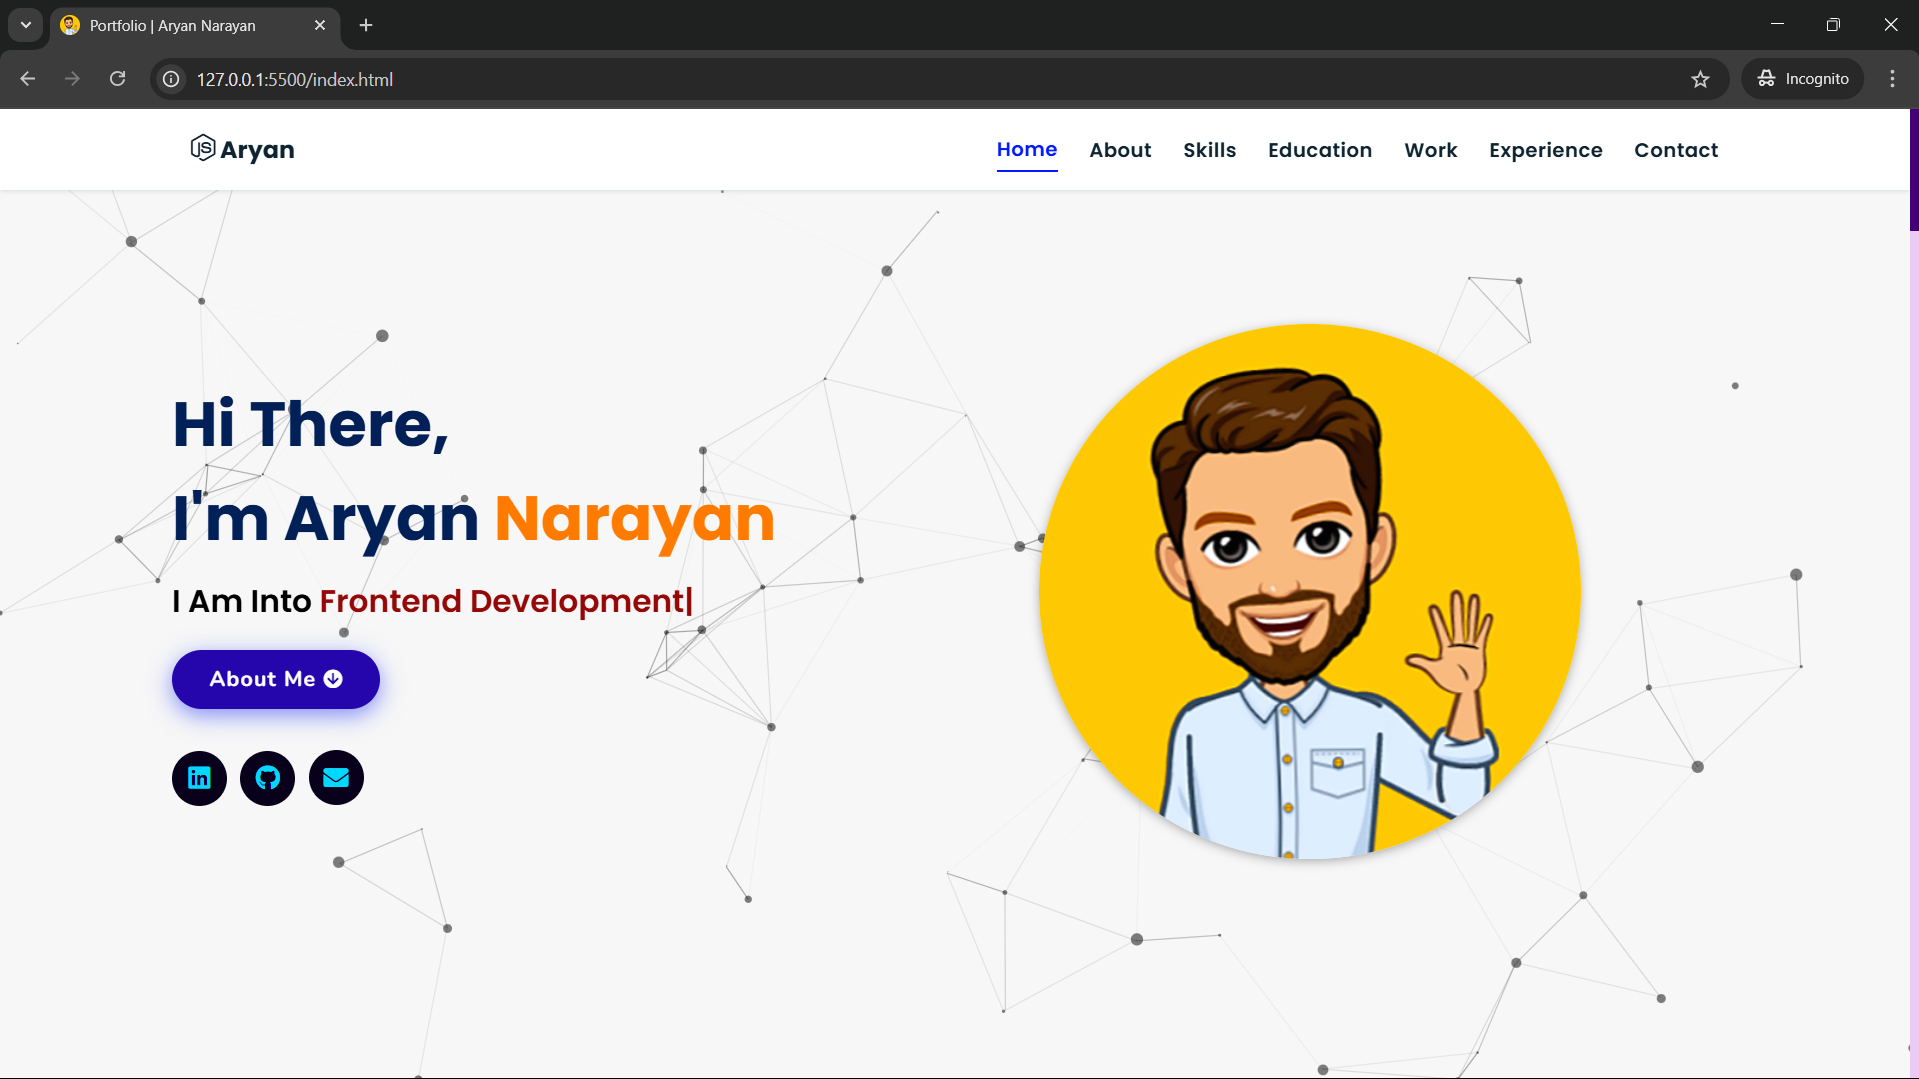 Portfolio | Aryan Narayan
127.0.0.1:5500/index.html
Incognito
JS Aryan
Home About Skills Education Work Experience Contact
Hi There,
I'm Aryan Narayan
I Am Into Frontend Development|
About Me
in